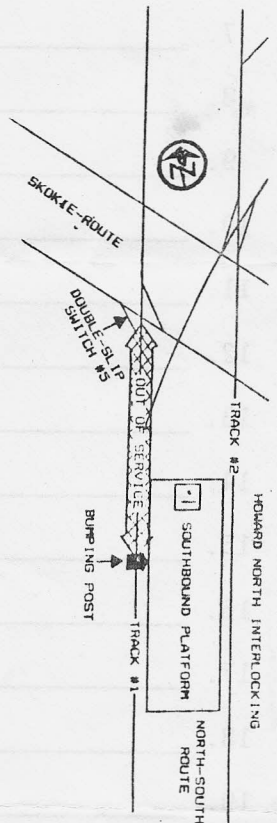 HOWARD NORTH INTERLOCKING
TRACK #2
SOUTHBOUND PLATFORM
NORTH-SOUTH
ROUTE
N
SKOKIE-ROUTE
DOUBLE-SLIP
SWITCH #5
OUT OF SERVICE
BUMPING POST
TRACK #1